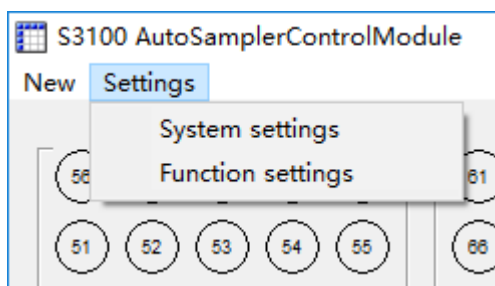 S3100 AutoSamplerControlModule
New Settings
System settings
Function settings
56 61
51 52 53 54 55 66